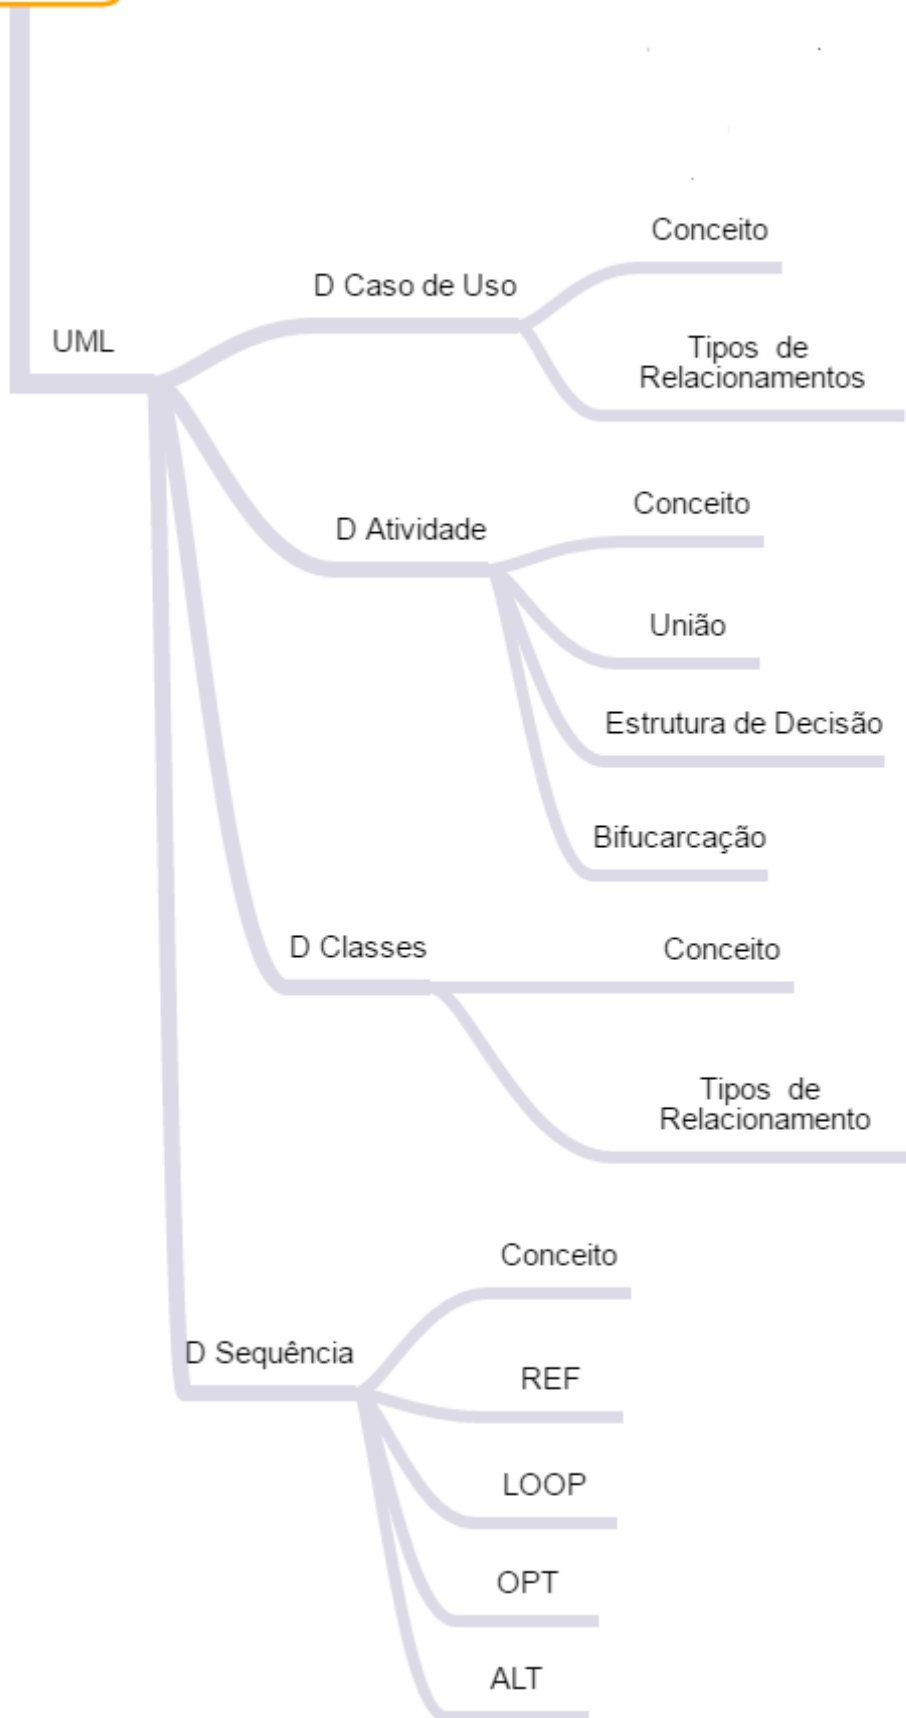 UML
D Caso de Uso
Conceito
Tipos de
Relacionamentos
D Atividade
Conceito
União
Estrutura de Decisão
Bifucarcação
D Classes
Conceito
Tipos de
Relacionamento
D Sequência
Conceito
REF
LOOP
OPT
ALT